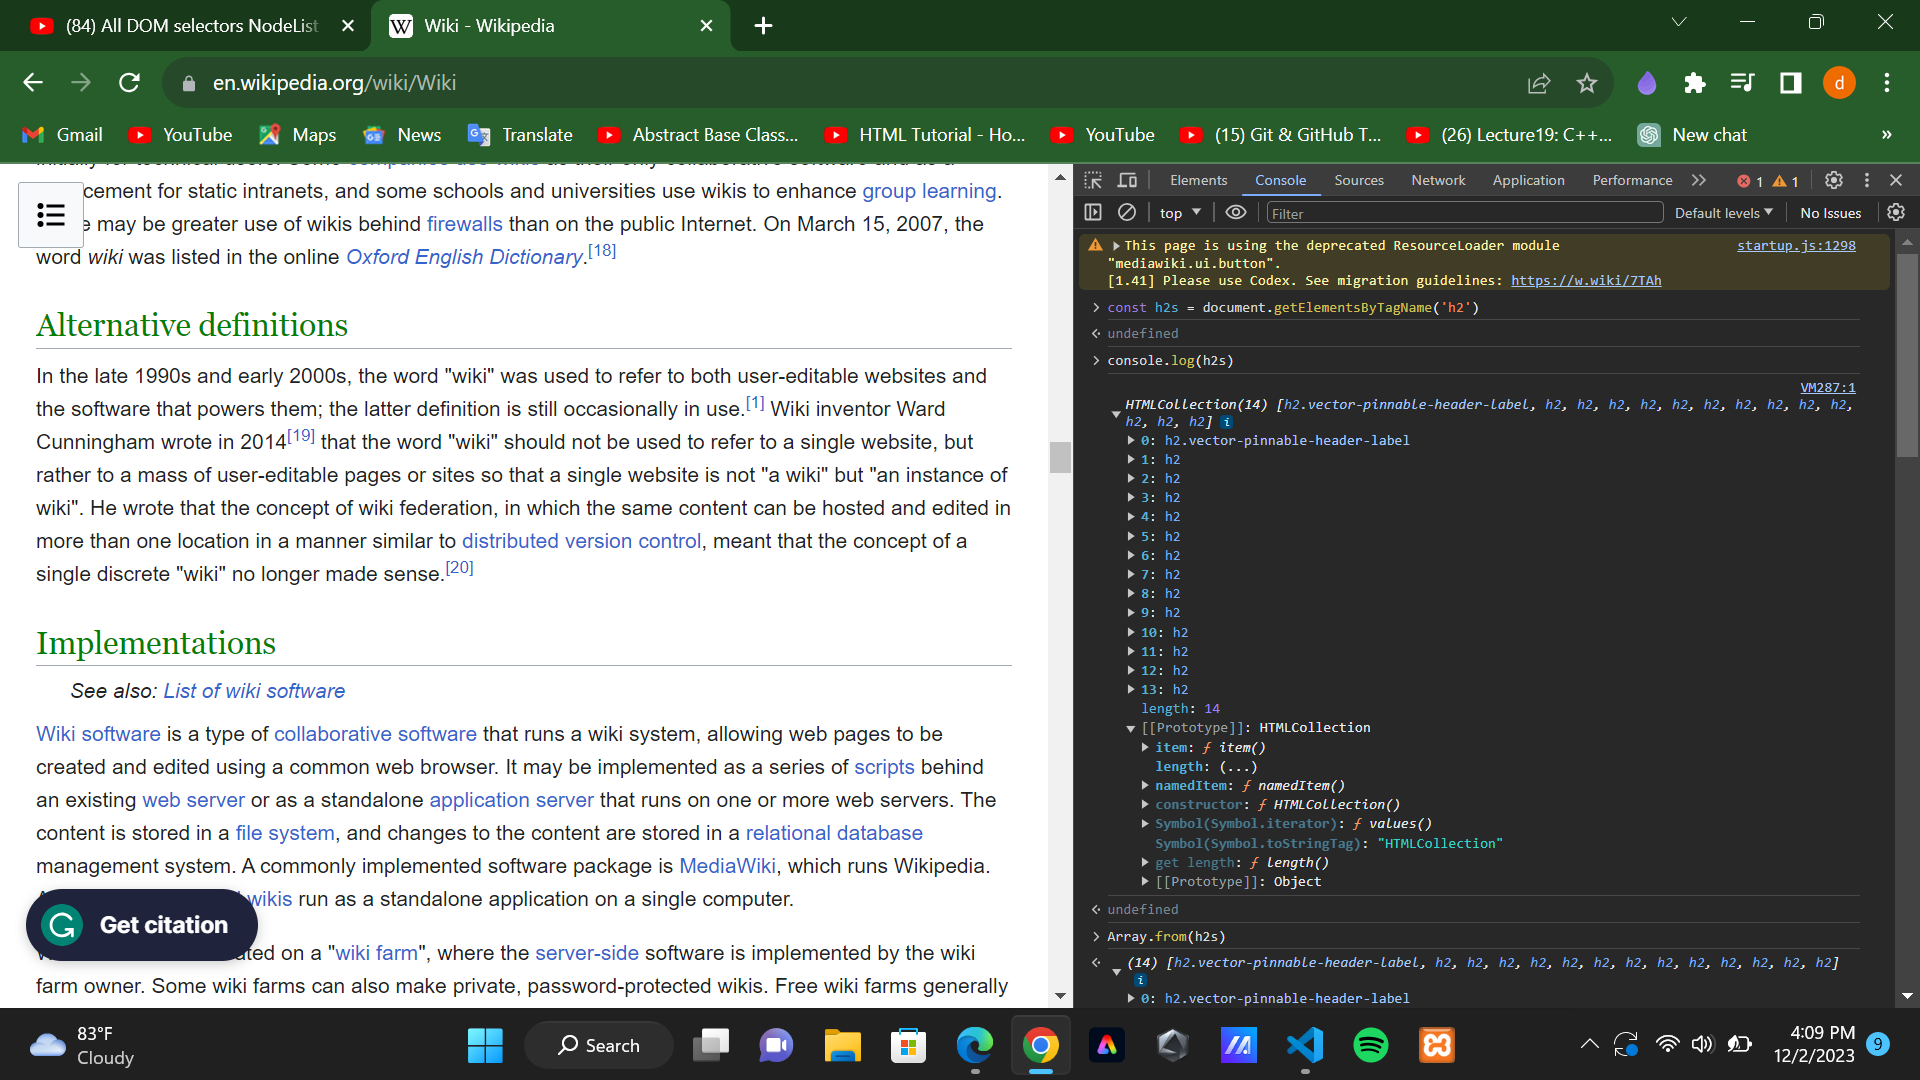 (84) All DOM selectors NodeList
Wiki - Wikipedia
en.wikipedia.org/wiki/Wiki
d
Gmail
YouTube
Maps
News
Translate
Abstract Base Class...
HTML Tutorial - Ho...
YouTube
(15) Git & GitHub T...
(26) Lecture19: C++...
New chat
»
cement for static intranets, and some schools and universities use wikis to enhance group learning.
e may be greater use of wikis behind firewalls than on the public Internet. On March 15, 2007, the
word wiki was listed in the online Oxford English Dictionary.[18]
Alternative definitions
In the late 1990s and early 2000s, the word "wiki" was used to refer to both user-editable websites and
the software that powers them; the latter definition is still occasionally in use.[1] Wiki inventor Ward
Cunningham wrote in 2014[19] that the word "wiki" should not be used to refer to a single website, but
rather to a mass of user-editable pages or sites so that a single website is not "a wiki" but "an instance of
wiki". He wrote that the concept of wiki federation, in which the same content can be hosted and edited in
more than one location in a manner similar to distributed version control, meant that the concept of a
single discrete "wiki" no longer made sense.[20]
Implementations
See also: List of wiki software
Wiki software is a type of collaborative software that runs a wiki system, allowing web pages to be
created and edited using a common web browser. It may be implemented as a series of scripts behind
an existing web server or as a standalone application server that runs on one or more web servers. The
content is stored in a file system, and changes to the content are stored in a relational database
management system. A commonly implemented software package is MediaWiki, which runs Wikipedia.
wikis run as a standalone application on a single computer.
Get citation
ated on a "wiki farm", where the server-side software is implemented by the wiki
farm owner. Some wiki farms can also make private, password-protected wikis. Free wiki farms generally
Elements
Console
Sources
Network
Application
Performance
1
1
top
Filter
Default levels
No Issues
This page is using the deprecated ResourceLoader module
startup.js:1298
"mediawiki.ui.button".
[1.41] Please use Codex. See migration guidelines: https://w.wiki/7TAh
const h2s = document.getElementsByTagName('h2')
undefined
console.log(h2s)
VM287:1
HTMLCollection(14) [h2.vector-pinnable-header-label, h2, h2, h2, h2, h2, h2, h2, h2, h2, h2,
h2, h2, h2]
0: h2.vector-pinnable-header-label
1: h2
2: h2
3: h2
4: h2
5: h2
6: h2
7: h2
8: h2
9: h2
10: h2
11: h2
12: h2
13: h2
length: 14
[[Prototype]]: HTMLCollection
item: ƒ item()
length: (...)
namedItem: ƒ namedItem()
constructor: ƒ HTMLCollection()
Symbol(Symbol.iterator): ƒ values()
Symbol(Symbol.toStringTag): "HTMLCollection"
get length: ƒ length()
[[Prototype]]: Object
undefined
Array.from(h2s)
(14) [h2.vector-pinnable-header-label, h2, h2, h2, h2, h2, h2, h2, h2, h2, h2, h2, h2, h2]
0: h2.vector-pinnable-header-label
83°F
Cloudy
Search
4:09 PM
12/2/2023
9